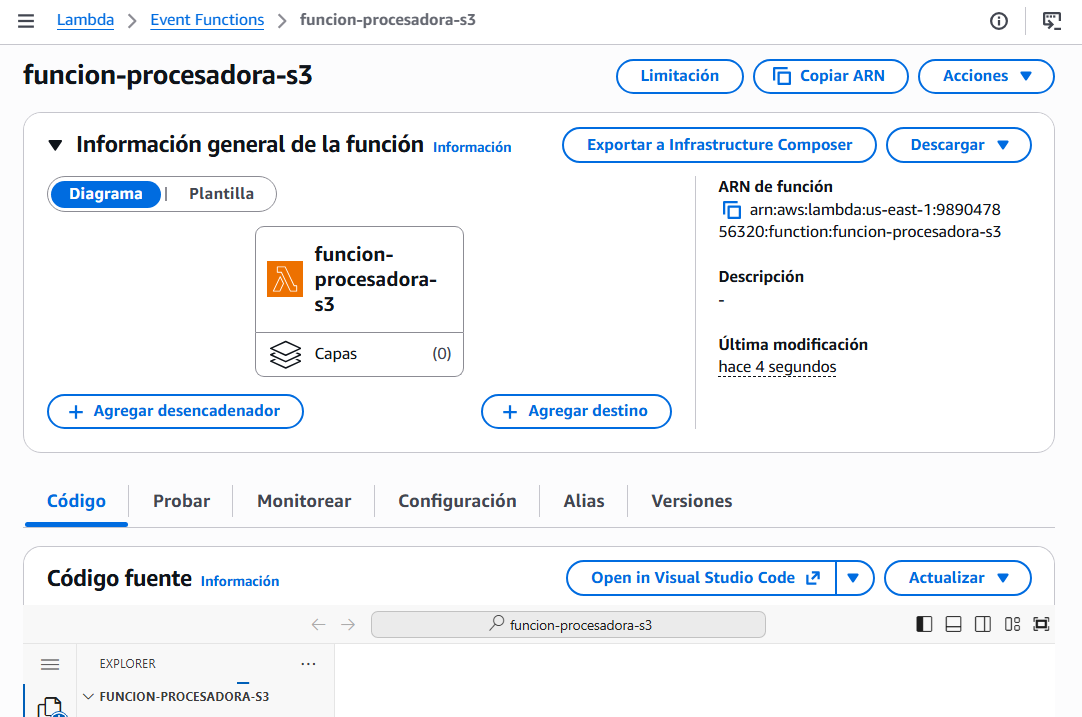 Lambda > Event Functions > funcion-procesadora-s3
funcion-procesadora-s3
Limitación
Copiar ARN
Acciones
Información general de la función Información
Exportar a Infrastructure Composer
Descargar
Diagrama | Plantilla
funcion-
procesadora-
s3
Capas (0)
+ Agregar desencadenador
+ Agregar destino
ARN de función
arn:aws:lambda:us-east-1:9890478
56320:function:funcion-procesadora-s3
Descripción
-
Última modificación
hace 4 segundos
Código
Probar
Monitorear
Configuración
Alias
Versiones
Código fuente Información
Open in Visual Studio Code
Actualizar
funcion-procesadora-s3
EXPLORER
FUNCION-PROCESADORA-S3